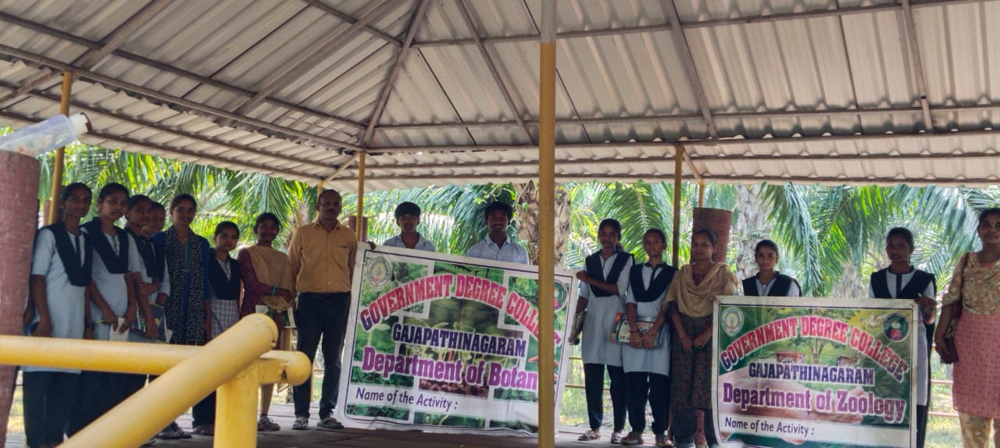 GOVERNMENT DEGREE COLLEGE
GAJAPATHINAGARAM
Department of Botan
Name of the Activity :
GOVERNMENT DEGREE COLLEGE
GAJAPATHINAGARAM
Department of Zoology
Name of the Activity :